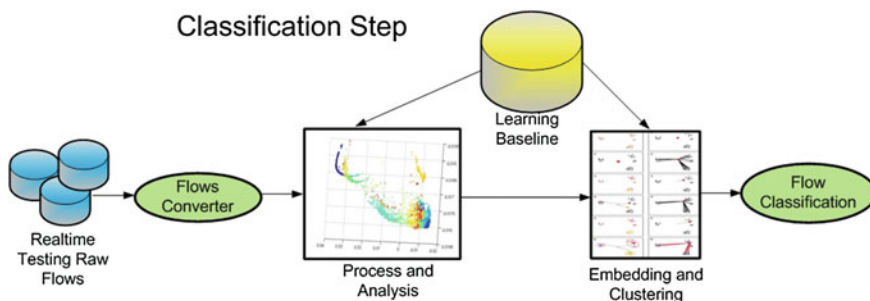 Classification Step
Learning
Baseline
Realtime
Testing Raw
Flows
Flows
Converter
Process and
Analysis
Embedding and
Clustering
Flow
Classification